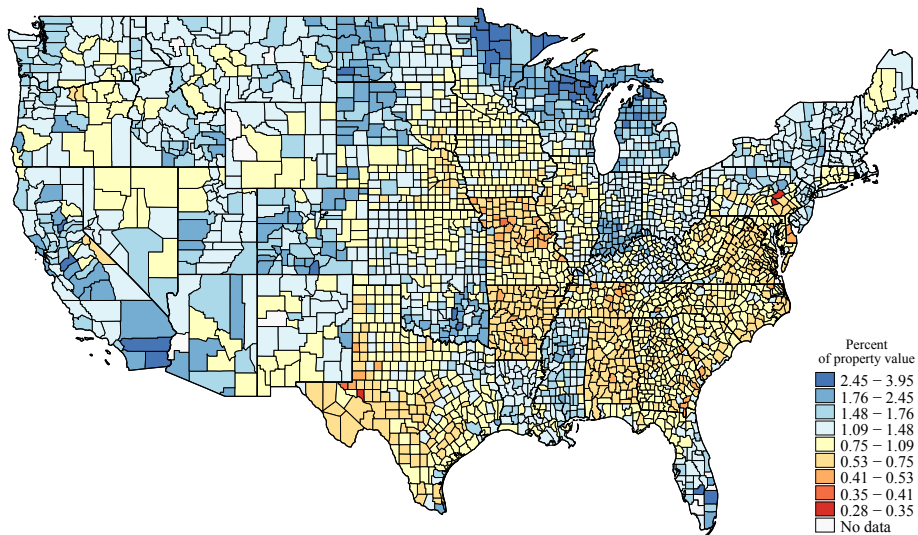 Percent
of property value
2.45 – 3.95
1.76 – 2.45
1.48 – 1.76
1.09 – 1.48
0.75 – 1.09
0.53 – 0.75
0.41 – 0.53
0.35 – 0.41
0.28 – 0.35
No data